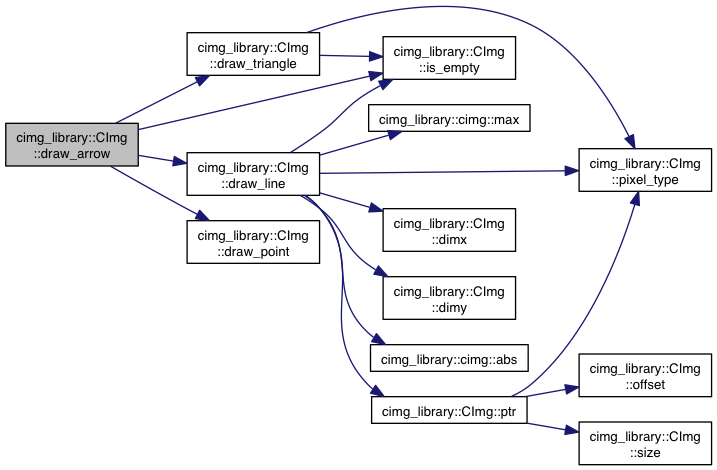 cimg_library::CImg
::draw_arrow
cimg_library::CImg
::draw_triangle
cimg_library::CImg
::draw_line
cimg_library::CImg
::draw_point
cimg_library::CImg
::is_empty
cimg_library::cimg::max
cimg_library::CImg
::dimx
cimg_library::CImg
::dimy
cimg_library::cimg::abs
cimg_library::CImg::ptr
cimg_library::CImg
::pixel_type
cimg_library::CImg
::offset
cimg_library::CImg
::size